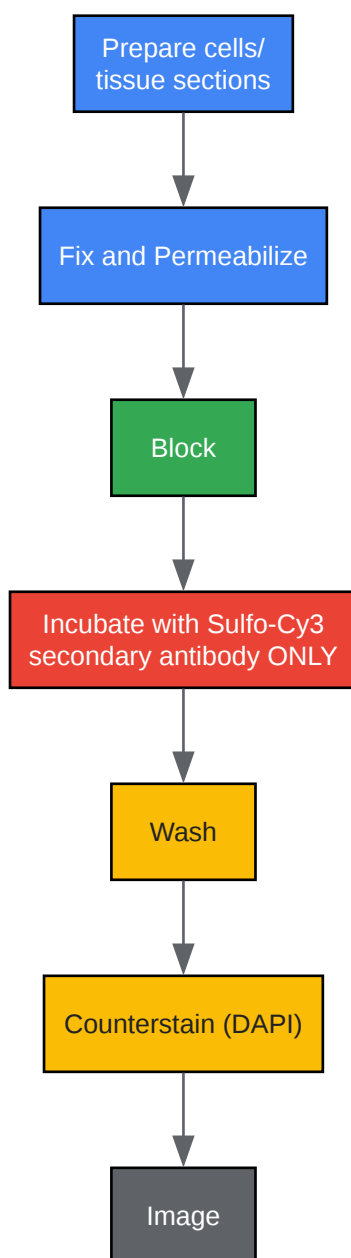 Prepare cells/
tissue sections
Fix and Permeabilize
Block
Incubate with Sulfo-Cy3
secondary antibody ONLY
Wash
Counterstain (DAPI)
Image